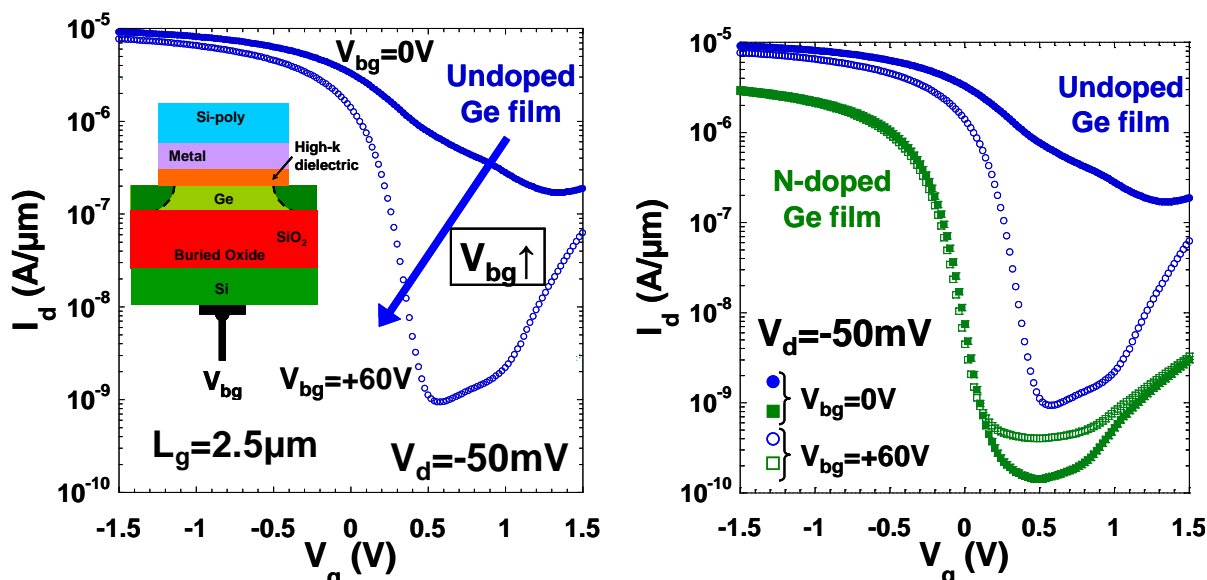 10⁻⁵
10⁻⁶
10⁻⁷
10⁻⁸
10⁻⁹
10⁻¹⁰
I_d (A/µm)
V_bg=0V
Undoped
Ge film
Si-poly
Metal
High-k
dielectric
Ge
SiO₂
Buried Oxide
Si
V_bg
V_bg↑
V_bg=+60V
L_g=2.5µm
V_d=-50mV
-1.5 -1 -0.5 0 0.5 1 1.5
V_g (V)
10⁻⁵
10⁻⁶
10⁻⁷
10⁻⁸
10⁻⁹
10⁻¹⁰
I_d (A/µm)
Undoped
Ge film
N-doped
Ge film
V_d=-50mV
V_bg=0V
V_bg=+60V
-1.5 -1 -0.5 0 0.5 1 1.5
V_g (V)